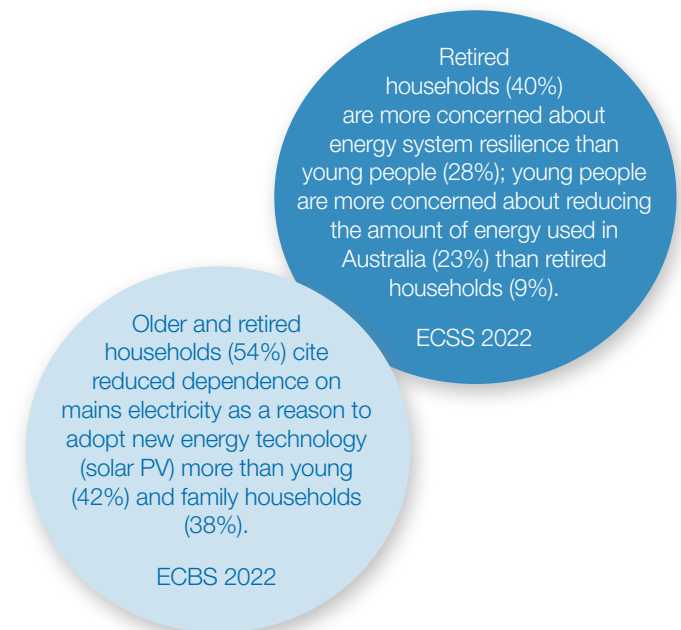 Retired
households (40%)
are more concerned about
energy system resilience than
young people (28%); young people
are more concerned about reducing
the amount of energy used in
Australia (23%) than retired
households (9%).
ECSS 2022
Older and retired
households (54%) cite
reduced dependence on
mains electricity as a reason to
adopt new energy technology
(solar PV) more than young
(42%) and family households
(38%).
ECBS 2022